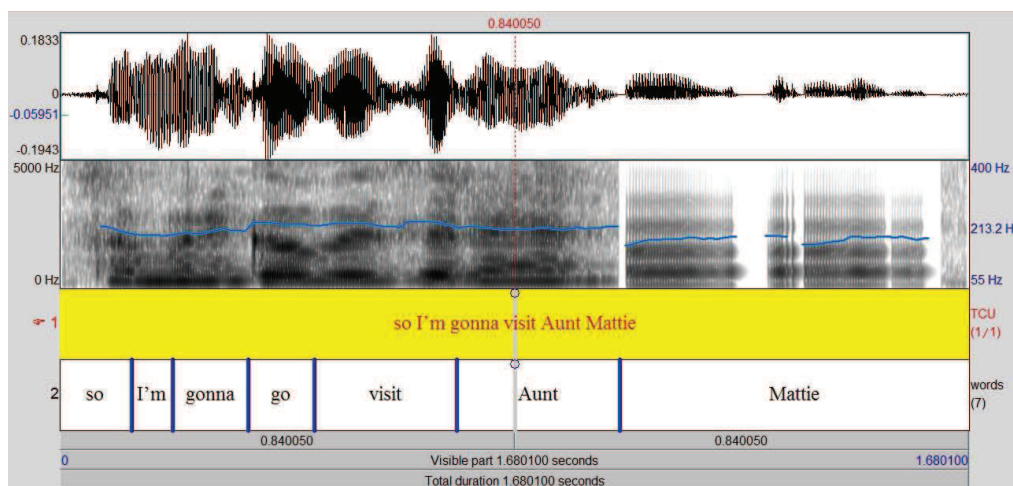 0.840050
0.1833
0
-0.05951
-0.1943
5000 Hz 400 Hz
213.2 H
0 Hz 55 Hz
1 so I'm gonna visit Aunt Mattie TCU
(1/1)
2 so I'm gonna go visit Aunt Mattie words
(7)
0.840050 0.840050
0 Visible part 1.680100 seconds 1.680100
Total duration 1.680100 seconds